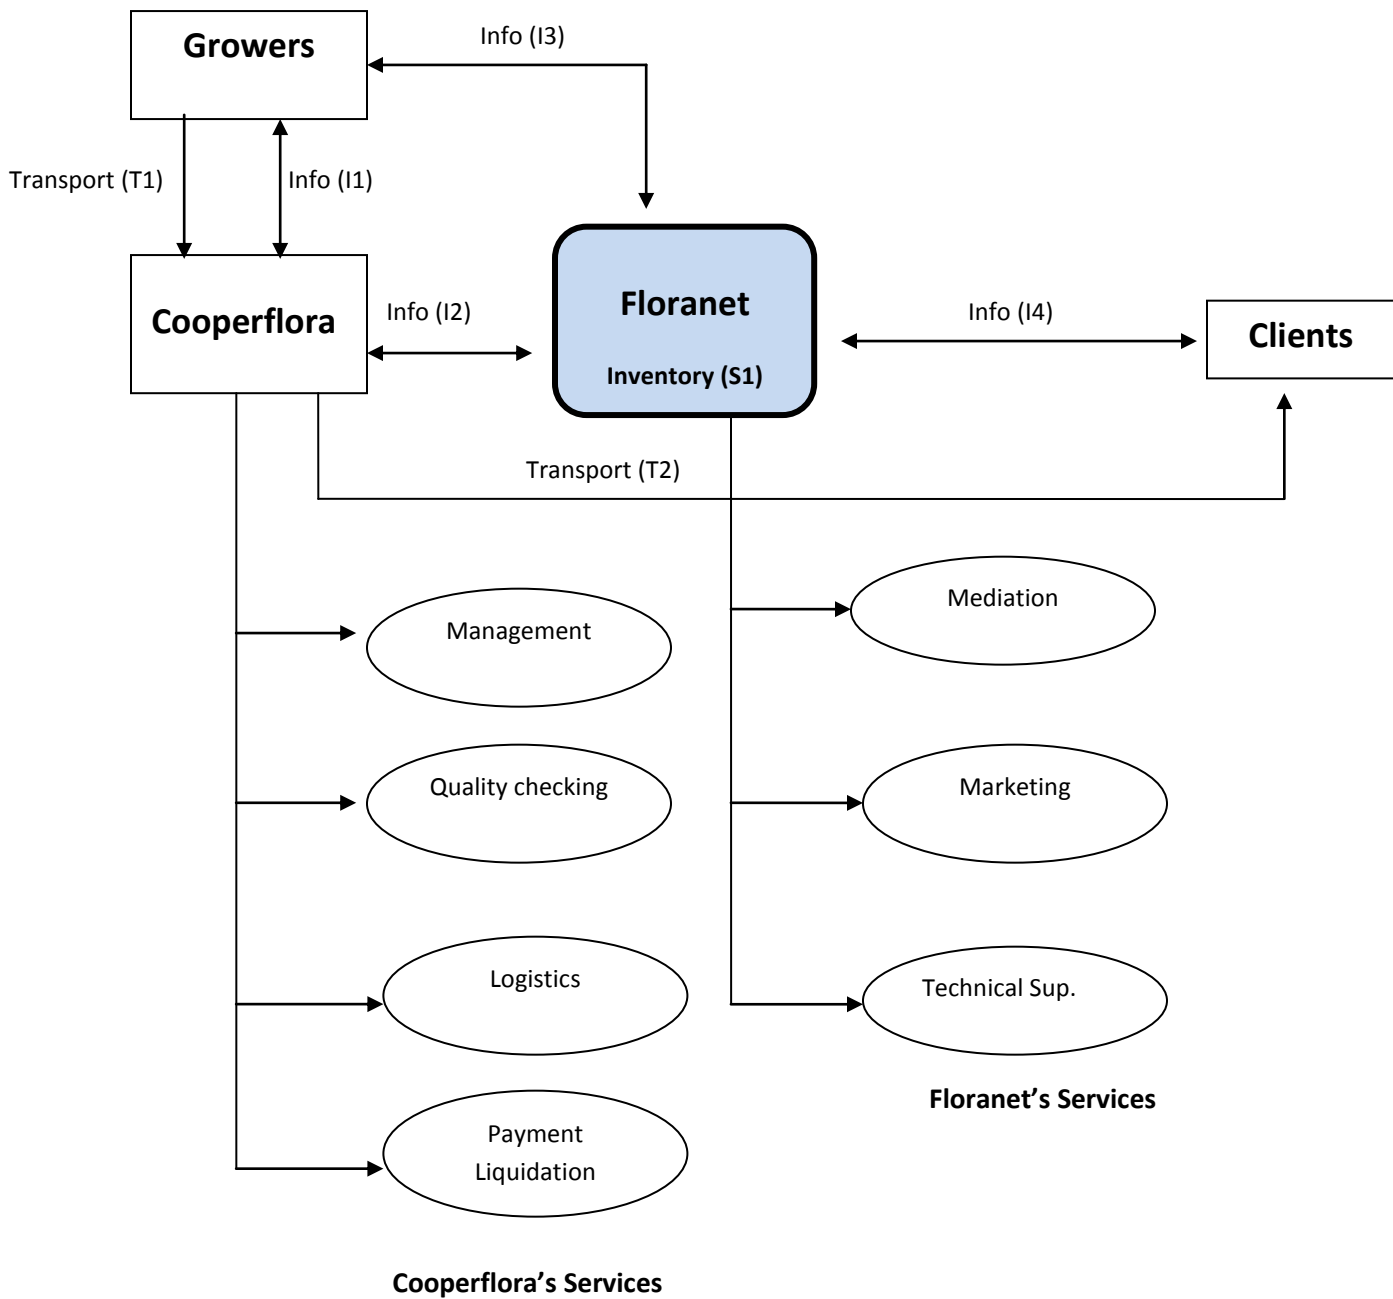 Growers
Info (I3)
Transport (T1)
Info (I1)
Cooperflora
Info (I2)
Floranet
Inventory (S1)
Info (I4)
Clients
Transport (T2)
Management
Mediation
Quality checking
Marketing
Logistics
Technical Sup.
Floranet’s Services
Payment
Liquidation
Cooperflora’s Services